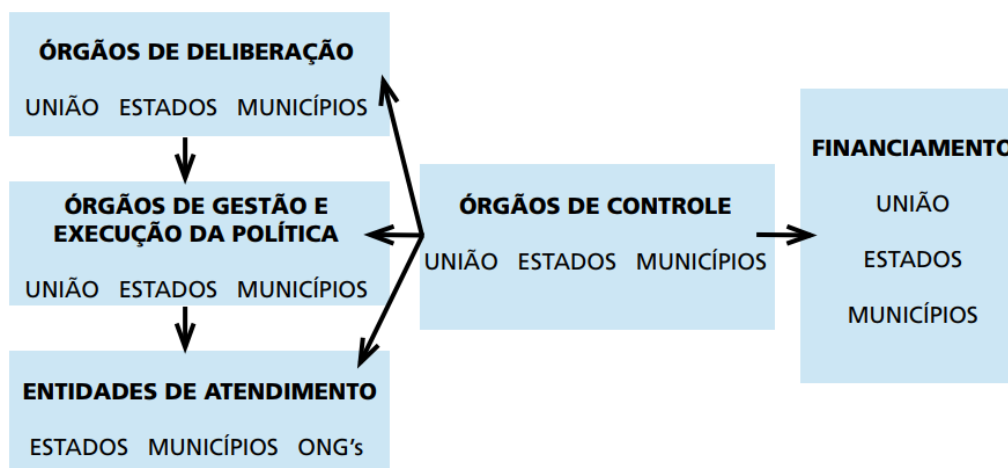 ÓRGÃOS DE DELIBERAÇÃO
UNIÃO ESTADOS MUNICÍPIOS
ÓRGÃOS DE GESTÃO E
EXECUÇÃO DA POLÍTICA
UNIÃO ESTADOS MUNICÍPIOS
ENTIDADES DE ATENDIMENTO
ESTADOS MUNICÍPIOS ONG's
ÓRGÃOS DE CONTROLE
UNIÃO ESTADOS MUNICÍPIOS
FINANCIAMENTO
UNIÃO
ESTADOS
MUNICÍPIOS